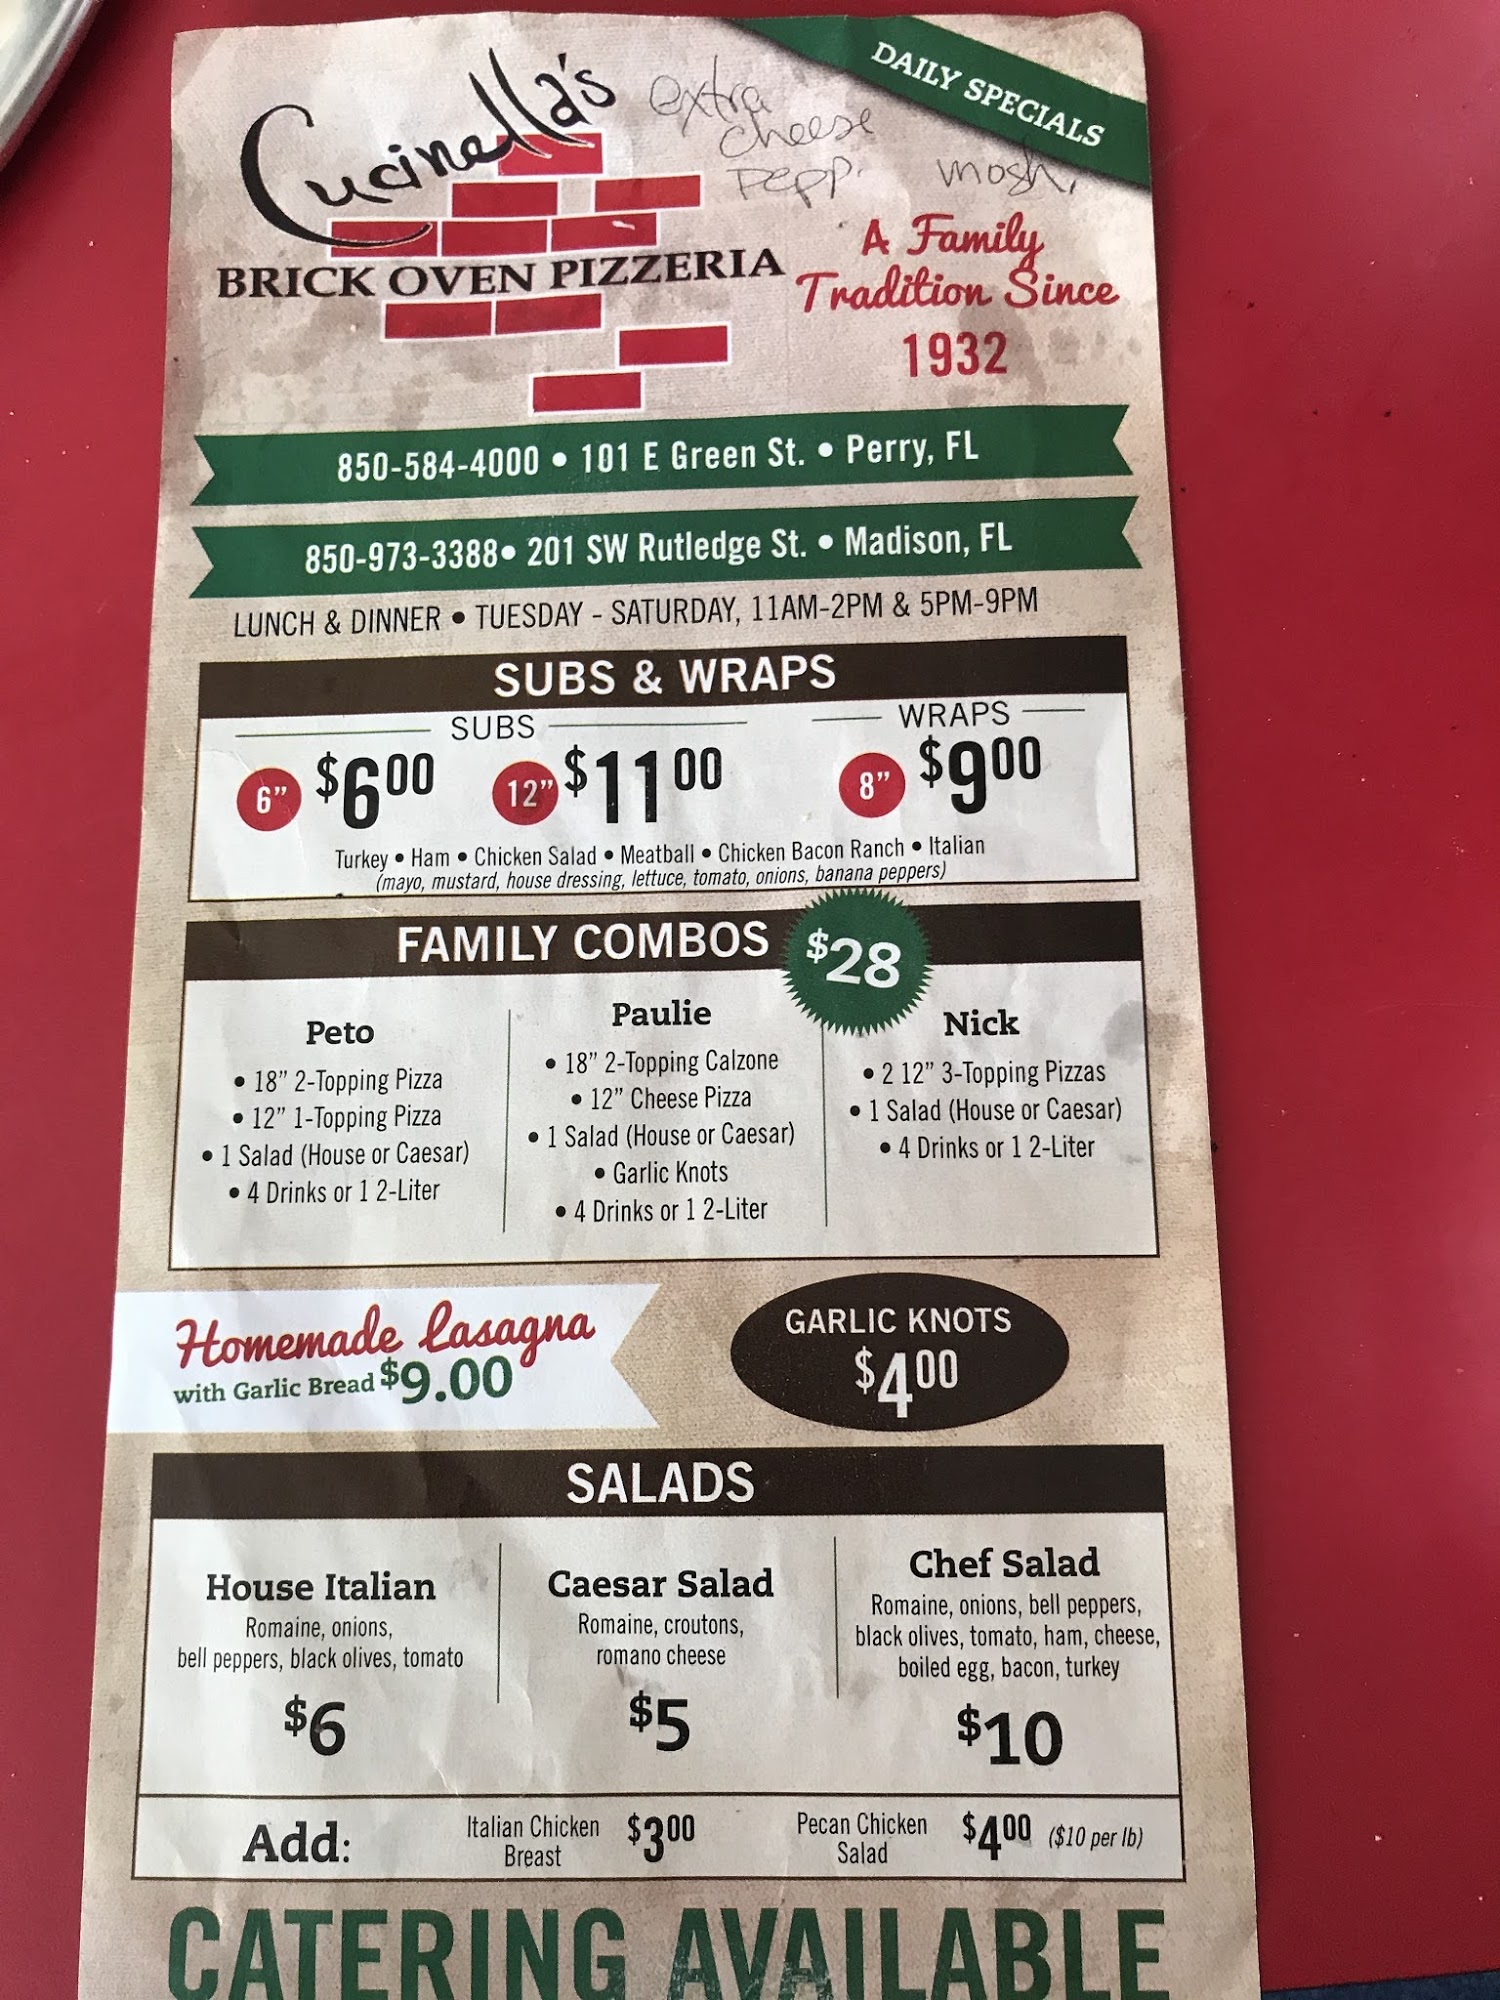 DAILY SPECIALS
Cucinella's
extra
cheese
pepp. mosh.
BRICK OVEN PIZZERIA
A Family
Tradition Since
1932
850-584-4000 • 101 E Green St. • Perry, FL
850-973-3388• 201 SW Rutledge St. • Madison, FL
LUNCH & DINNER • TUESDAY - SATURDAY, 11AM-2PM & 5PM-9PM
SUBS & WRAPS
SUBS
6” $6 00 12” $11 00
WRAPS
8” $9 00
Turkey • Ham • Chicken Salad • Meatball • Chicken Bacon Ranch • Italian
(mayo, mustard, house dressing, lettuce, tomato, onions, banana peppers)
FAMILY COMBOS $28
Peto
• 18” 2-Topping Pizza
• 12” 1-Topping Pizza
• 1 Salad (House or Caesar)
• 4 Drinks or 1 2-Liter
Paulie
• 18” 2-Topping Calzone
• 12” Cheese Pizza
• 1 Salad (House or Caesar)
• Garlic Knots
• 4 Drinks or 1 2-Liter
Nick
• 2 12” 3-Topping Pizzas
• 1 Salad (House or Caesar)
• 4 Drinks or 1 2-Liter
Homemade Lasagna
with Garlic Bread $9.00
GARLIC KNOTS
$4 00
SALADS
House Italian
Romaine, onions,
bell peppers, black olives, tomato
$6
Caesar Salad
Romaine, croutons,
romano cheese
$5
Chef Salad
Romaine, onions, bell peppers,
black olives, tomato, ham, cheese,
boiled egg, bacon, turkey
$10
Add:
Italian Chicken
Breast
$3 00
Pecan Chicken
Salad
$4 00 ($10 per lb)
CATERING AVAILABLE